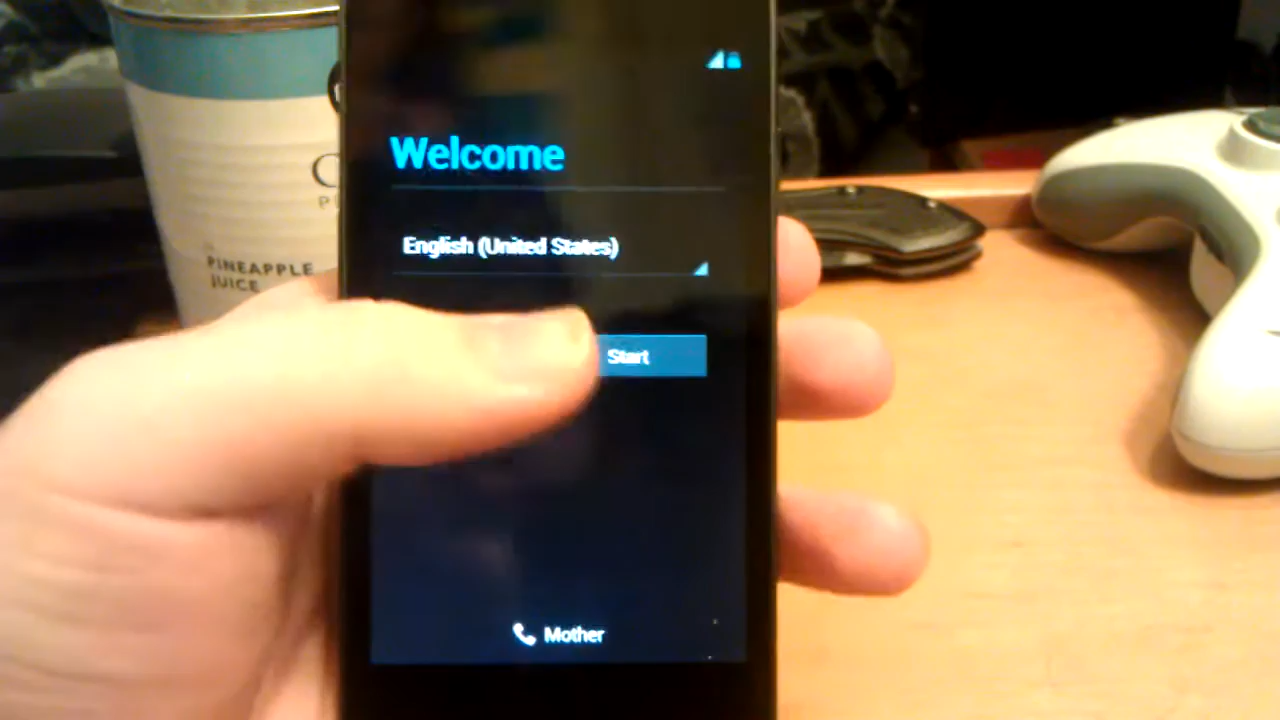 Welcome
English (United States)
Start
Mother
PINEAPPLE
JUICE